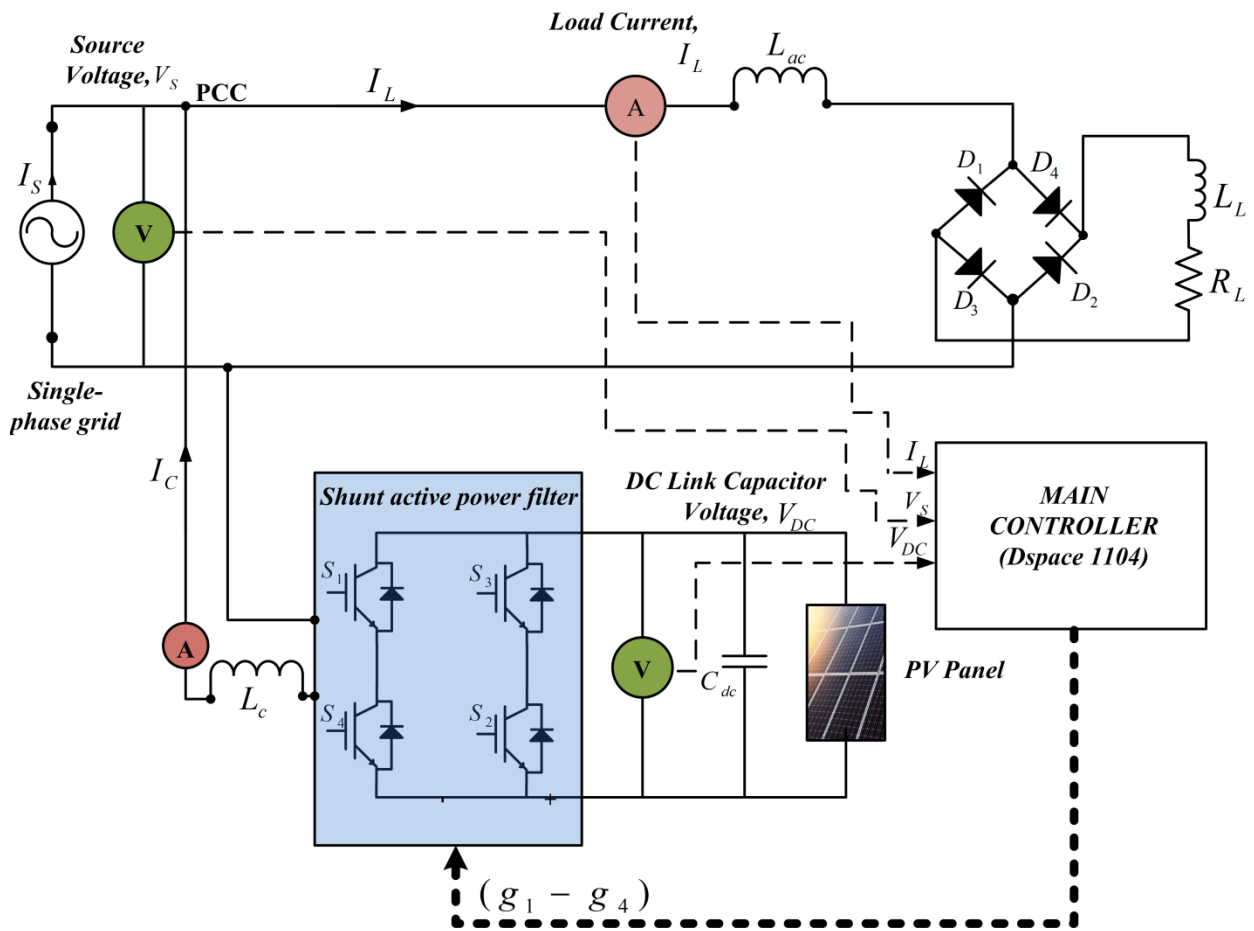 Load Current,
I_L
Source
Voltage, V_S
PCC
I_L
A
L_ac
I_S
V
D_1
D_4
L_L
D_3
D_2
R_L
Single-
phase grid
I_C
Shunt active power filter
DC Link Capacitor
Voltage, V_DC
I_L
V_S
V_DC
MAIN
CONTROLLER
(Dspace 1104)
S_1
S_3
A
L_c
V
C_dc
PV Panel
S_4
S_2
- +
(g_1 - g_4)